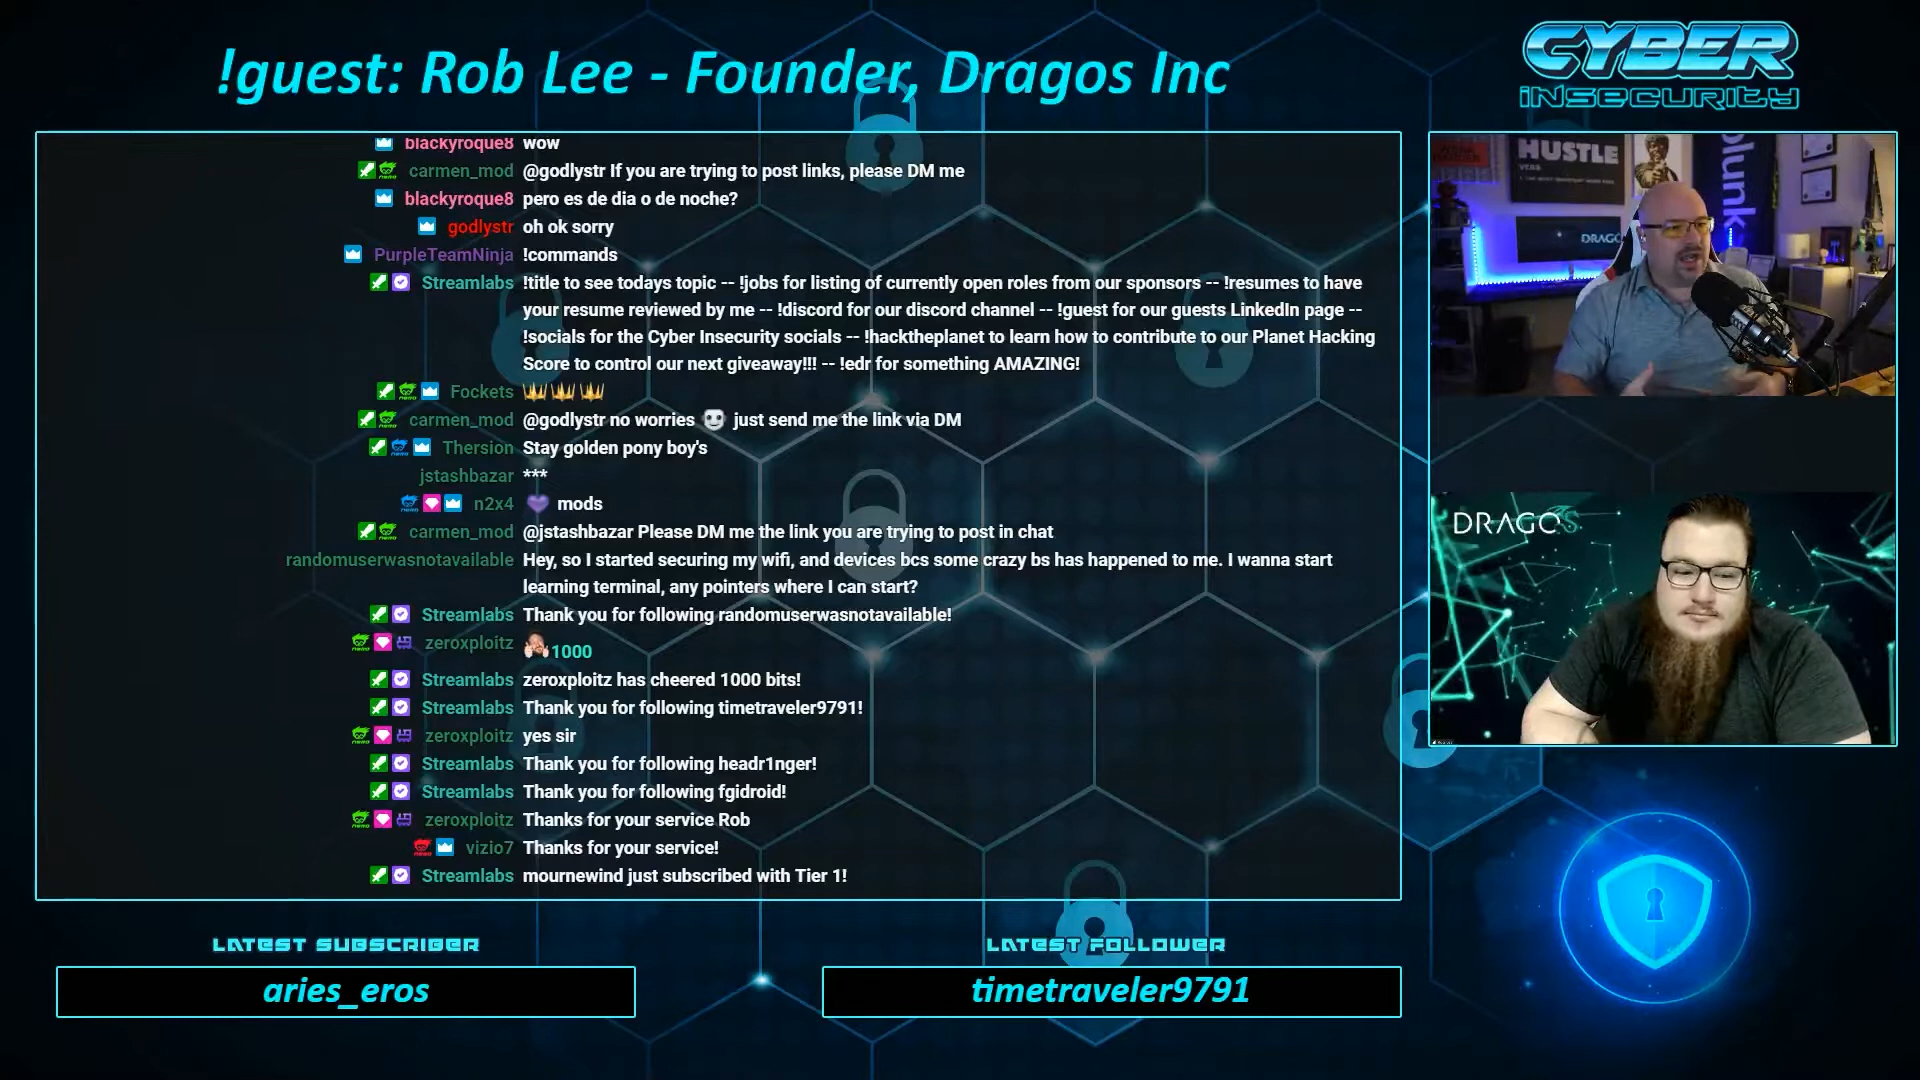 !guest: Rob Lee - Founder, Dragos Inc
CYBER
INSECURITY
blackyroque8 wow
carmen_mod @godlystr If you are trying to post links, please DM me
blackyroque8 pero es de dia o de noche?
godlystr oh ok sorry
PurpleTeamNinja !commands
Streamlabs !title to see todays topic -- !jobs for listing of currently open roles from our sponsors -- !resumes to have
your resume reviewed by me -- !discord for our discord channel -- !guest for our guests LinkedIn page --
!socials for the Cyber Insecurity socials -- !hacktheplanet to learn how to contribute to our Planet Hacking
Score to control our next giveaway!!! -- !edr for something AMAZING!
Fockets
carmen_mod @godlystr no worries just send me the link via DM
Thersion Stay golden pony boy's
jstashbazar ***
n2x4 mods
carmen_mod @jstashbazar Please DM me the link you are trying to post in chat
randomuserwasnotavailable Hey, so I started securing my wifi, and devices bcs some crazy bs has happened to me. I wanna start
learning terminal, any pointers where I can start?
Streamlabs Thank you for following randomuserwasnotavailable!
zeroxploitz 1000
Streamlabs zeroxploitz has cheered 1000 bits!
Streamlabs Thank you for following timetraveler9791!
zeroxploitz yes sir
Streamlabs Thank you for following headr1nger!
Streamlabs Thank you for following fgidroid!
zeroxploitz Thanks for your service Rob
vizio7 Thanks for your service!
Streamlabs mournewind just subscribed with Tier 1!
HUSTLE
plunk
DRAGO
DRAGOS
LATEST SUBSCRIBER
aries_eros
LATEST FOLLOWER
timetraveler9791